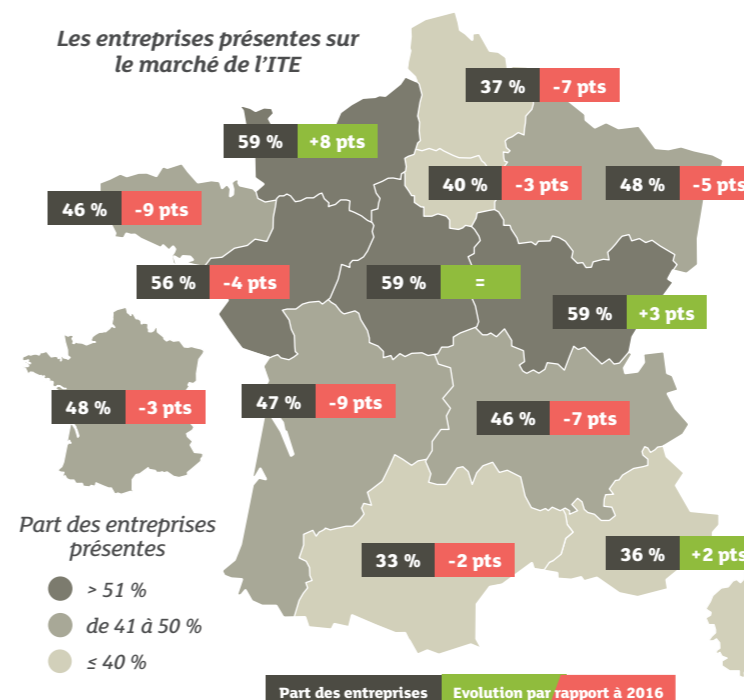 Les entreprises présentes sur
le marché de l'ITE
37 % -7 pts
59 % +8 pts
40 % -3 pts
48 % -5 pts
46 % -9 pts
56 % -4 pts
59 % =
59 % +3 pts
48 % -3 pts
47 % -9 pts
46 % -7 pts
Part des entreprises
présentes
> 51 %
de 41 à 50 %
≤ 40 %
33 % -2 pts
36 % +2 pts
Part des entreprises Evolution par rapport à 2016